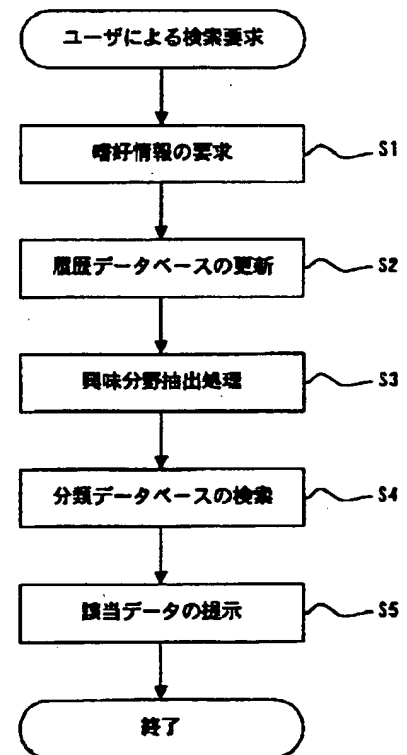 ユーザによる検索要求
嗜好情報の要求 S1
履歴データベースの更新 S2
興味分野抽出処理 S3
分類データベースの検索 S4
該当データの提示 S5
終了